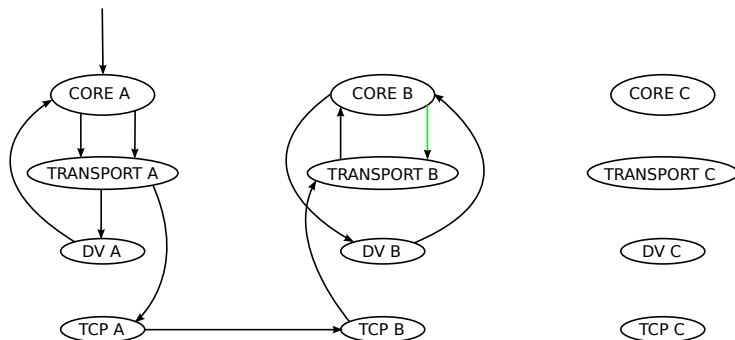 CORE A
CORE B
CORE C
TRANSPORT A
TRANSPORT B
TRANSPORT C
DV A
DV B
DV C
TCP A
TCP B
TCP C